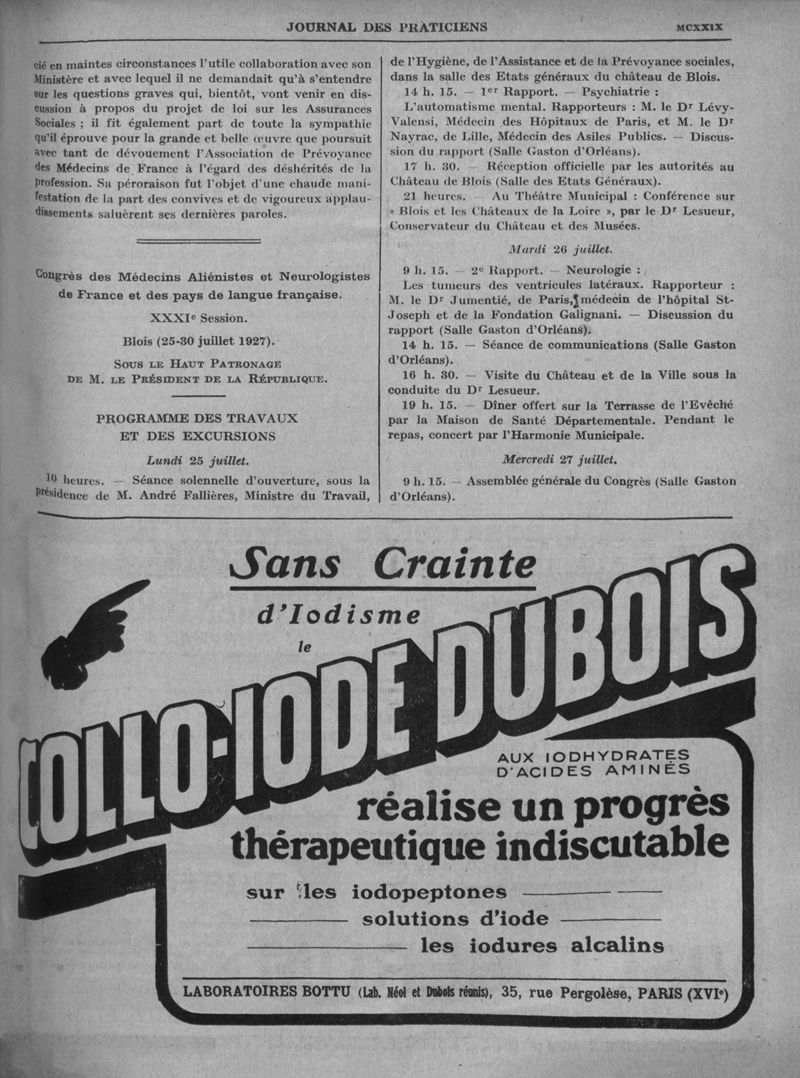 JOURNAL DES PRATICIENS
MCXXIX
cié en maintes circonstances l'utile collaboration avec son
Ministère et avec lequel il ne demandait qu'à s'entendre
sur les questions graves qui, bientôt, vont venir en dis-
cussion à propos du projet de loi sur les Assurances
Sociales ; il fit également part de toute la sympathie
qu'il éprouve pour la grande et belle œuvre que poursuit
avec tant de dévouement l'Association de Prévoyance
des Médecins de France à l'égard des déshérités de la
profession. Sa péroraison fut l'objet d'une chaude mani-
festation de la part des convives et de vigoureux applau-
dissements saluèrent ses dernières paroles.
Congrès des Médecins Aliénistes et Neurologistes
de France et des pays de langue française.
XXXIe Session.
Blois (25-30 juillet 1927).
Sous le Haut Patronage
de M. le Président de la République.
PROGRAMME DES TRAVAUX
ET DES EXCURSIONS
Lundi 25 juillet.
10 heures. — Séance solennelle d'ouverture, sous la
présidence de M. André Fallières, Ministre du Travail,
de l'Hygiène, de l'Assistance et de la Prévoyance sociales,
dans la salle des Etats généraux du château de Blois.
14 h. 15. — 1er Rapport. — Psychiatrie :
L'automatisme mental. Rapporteurs : M. le Dr Lévy-
Valensi, Médecin des Hôpitaux de Paris, et M. le Dr
Nayrac, de Lille, Médecin des Asiles Publics. — Discus-
sion du rapport (Salle Gaston d'Orléans).
17 h. 30. — Réception officielle par les autorités au
Château de Blois (Salle des Etats Généraux).
21 heures. — Au Théâtre Municipal : Conférence sur
« Blois et les Châteaux de la Loire », par le Dr Lesueur,
Conservateur du Château et des Musées.
Mardi 26 juillet.
9 h. 15. — 2e Rapport. — Neurologie :
Les tumeurs des ventricules latéraux. Rapporteur :
M. le Dr Jumentié, de Paris, médecin de l'hôpital St-
Joseph et de la Fondation Galignani. — Discussion du
rapport (Salle Gaston d'Orléans).
14 h. 15. — Séance de communications (Salle Gaston
d'Orléans).
16 h. 30. — Visite du Château et de la Ville sous la
conduite du Dr Lesueur.
19 h. 15. — Dîner offert sur la Terrasse de l'Evêché
par la Maison de Santé Départementale. Pendant le
repas, concert par l'Harmonie Municipale.
Mercredi 27 juillet.
9 h. 15. — Assemblée générale du Congrès (Salle Gaston
d'Orléans).
Sans Crainte
d'Iodisme
le
COLLO-IODE DUBOIS
AUX IODHYDRATES
D'ACIDES AMINÉS
réalise un progrès
thérapeutique indiscutable
sur les iodopeptones
solutions d'iode
les iodures alcalins
LABORATOIRES BOTTU (Lab. Néol et Dubois réunis), 35, rue Pergolèse, PARIS (XVIe)